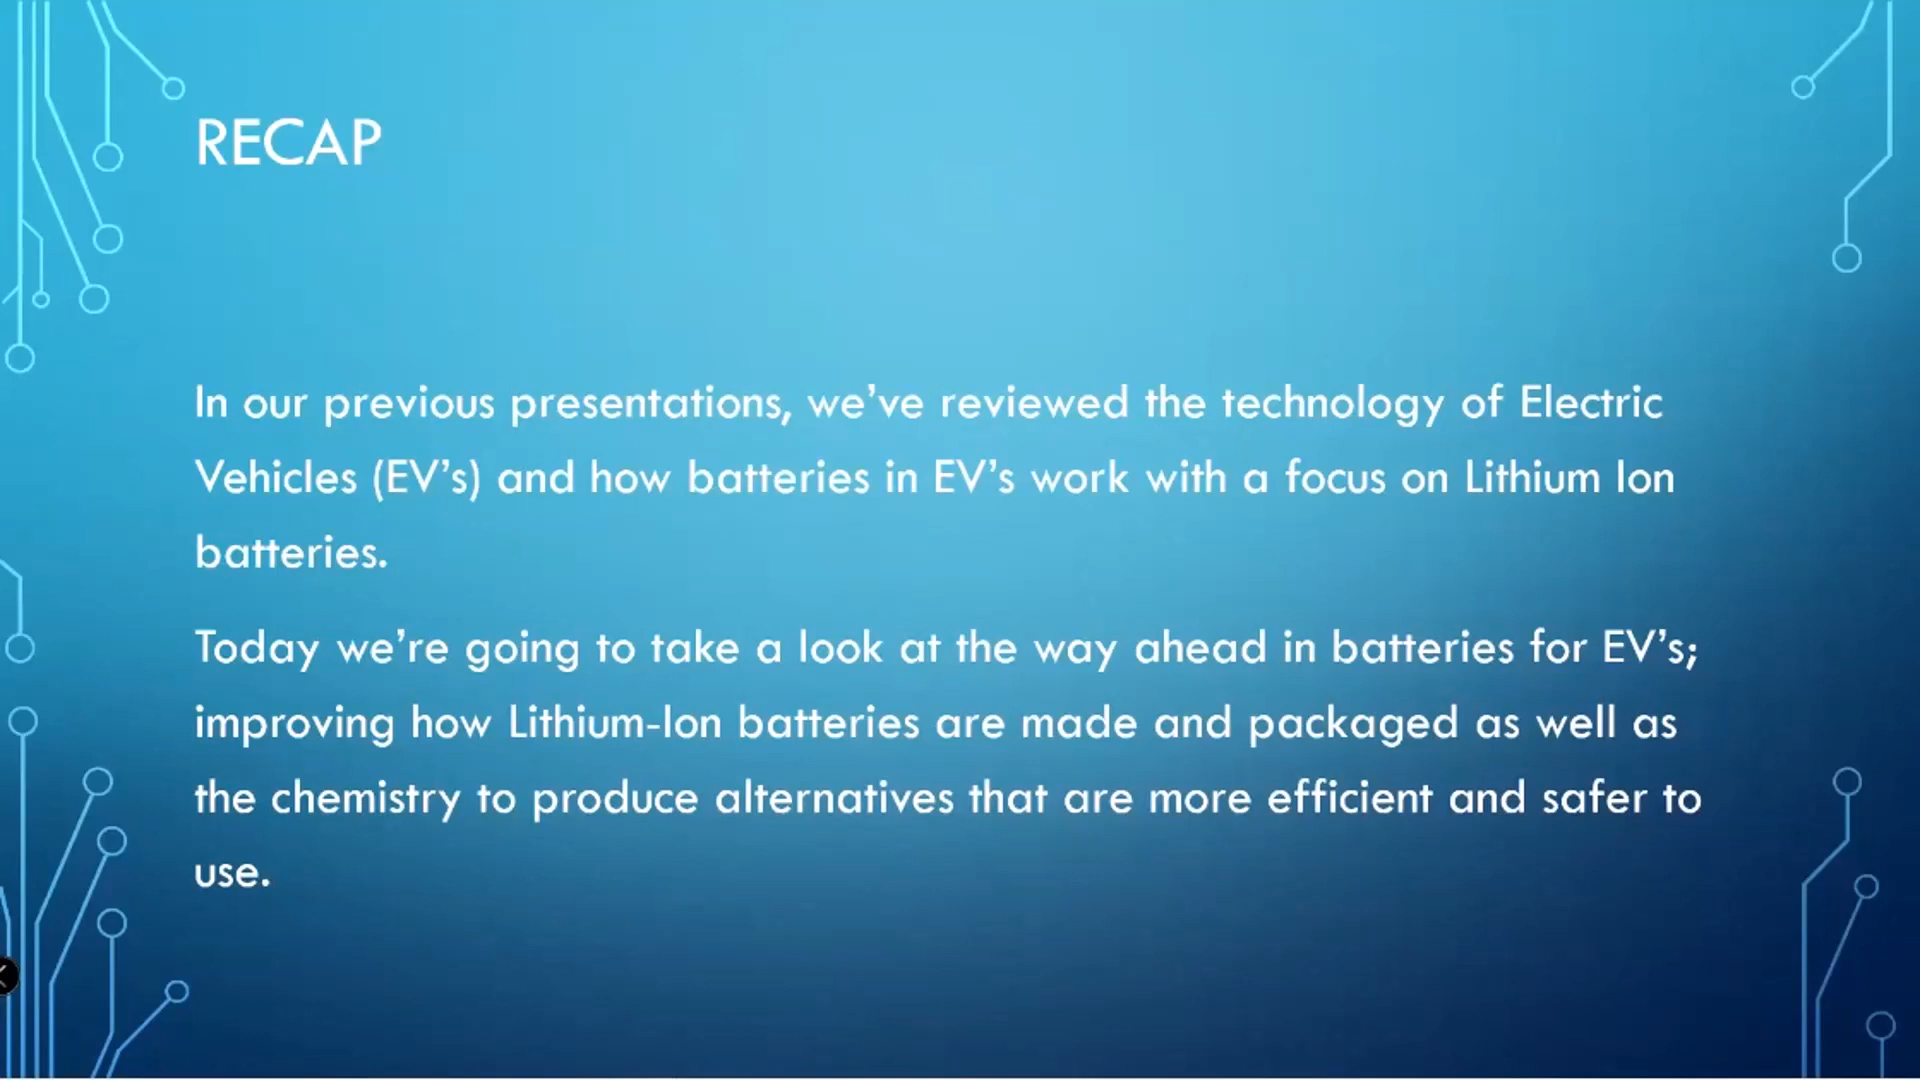 RECAP
In our previous presentations, we’ve reviewed the technology of Electric
Vehicles (EV’s) and how batteries in EV’s work with a focus on Lithium Ion
batteries.
Today we’re going to take a look at the way ahead in batteries for EV’s;
improving how Lithium-Ion batteries are made and packaged as well as
the chemistry to produce alternatives that are more efficient and safer to
use.